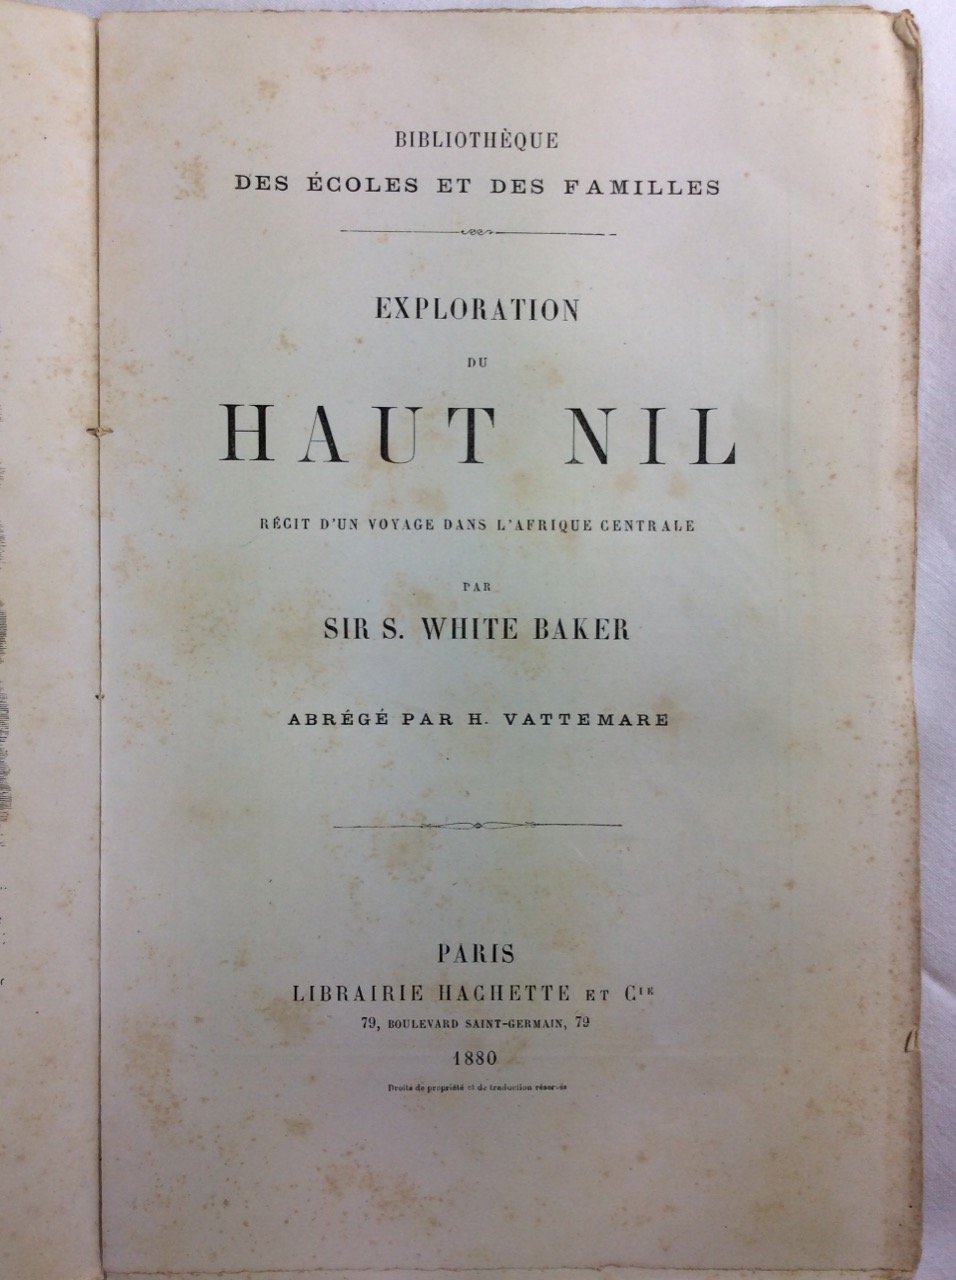 BIBLIOTHÈQUE
DES ÉCOLES ET DES FAMILLES
EXPLORATION
DU
HAUT NIL
RÉCIT D'UN VOYAGE DANS L'AFRIQUE CENTRALE
PAR
SIR S. WHITE BAKER
ABRÉGÉ PAR H. VATTEMARE
PARIS
LIBRAIRIE HACHETTE ET CIE
79, BOULEVARD SAINT-GERMAIN, 79
1880
Droits de propriété et de traduction réservés